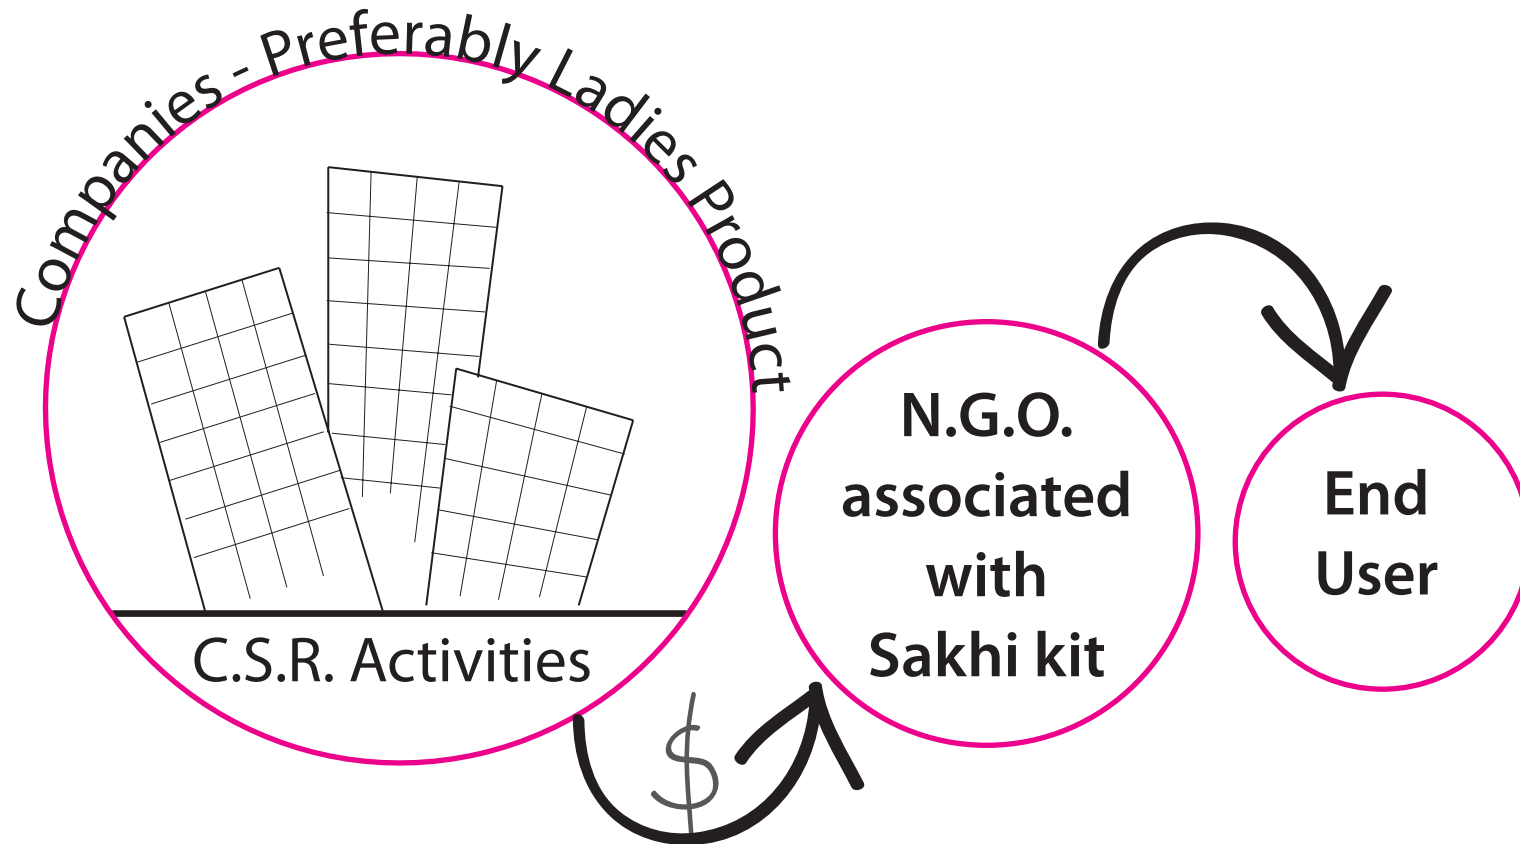 Companies - Preferably Ladies Product
C.S.R. Activities
$
N.G.O.
associated
with
Sakhi kit
End
User